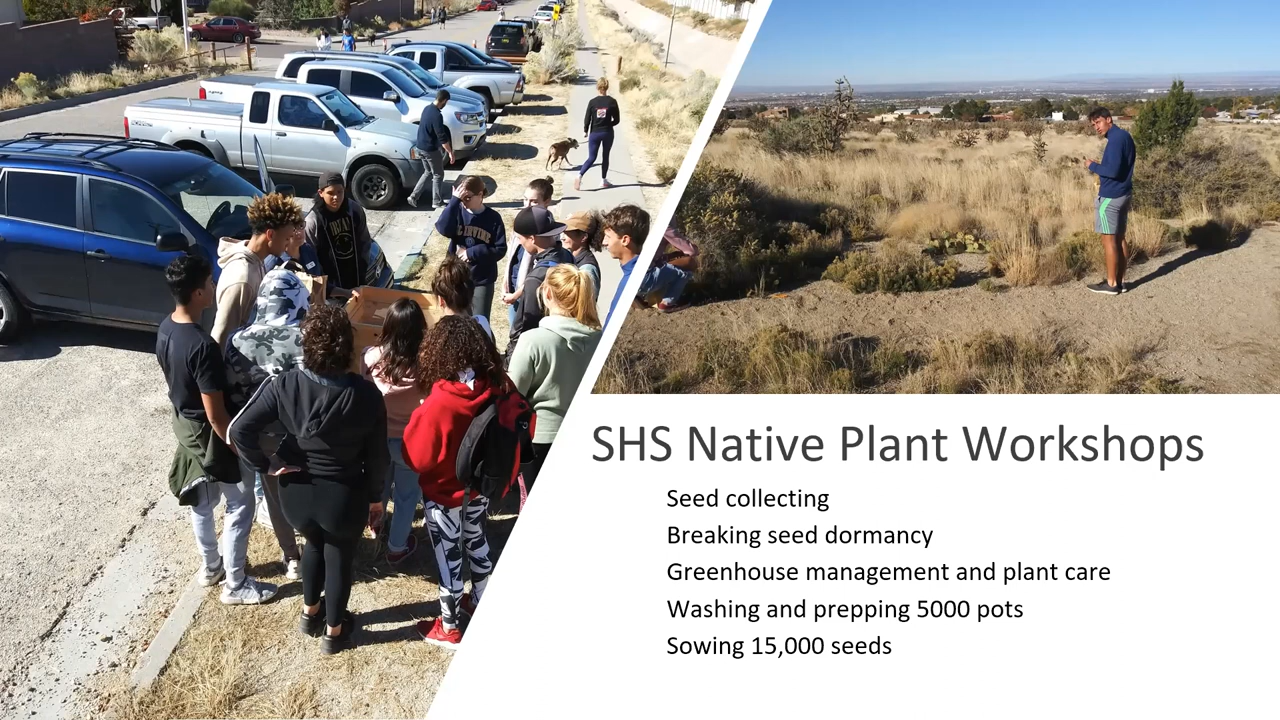 SHS Native Plant Workshops
Seed collecting
Breaking seed dormancy
Greenhouse management and plant care
Washing and prepping 5000 pots
Sowing 15,000 seeds